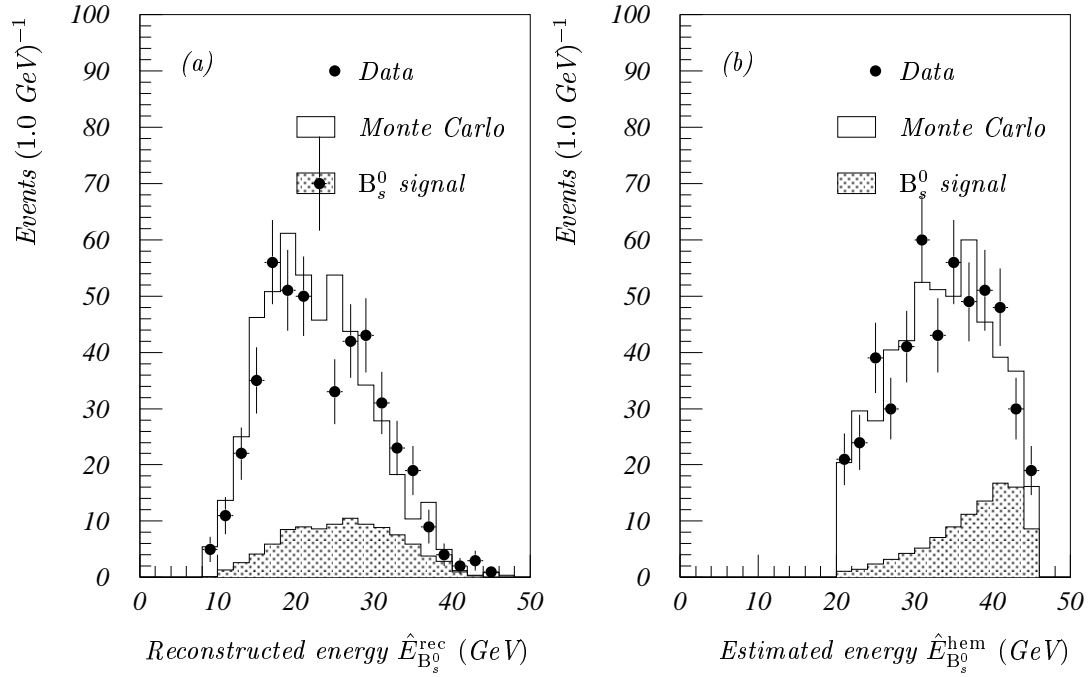 Events (1.0 GeV)⁻¹
100
90
80
70
60
50
40
30
20
10
0
(a)
Data
Monte Carlo
B⁰ₛ signal
0 10 20 30 40 50
Reconstructed energy Ê^rec_B⁰ₛ (GeV)
Events (1.0 GeV)⁻¹
100
90
80
70
60
50
40
30
20
10
0
(b)
Data
Monte Carlo
B⁰ₛ signal
0 10 20 30 40 50
Estimated energy Ê^hem_B⁰ₛ (GeV)